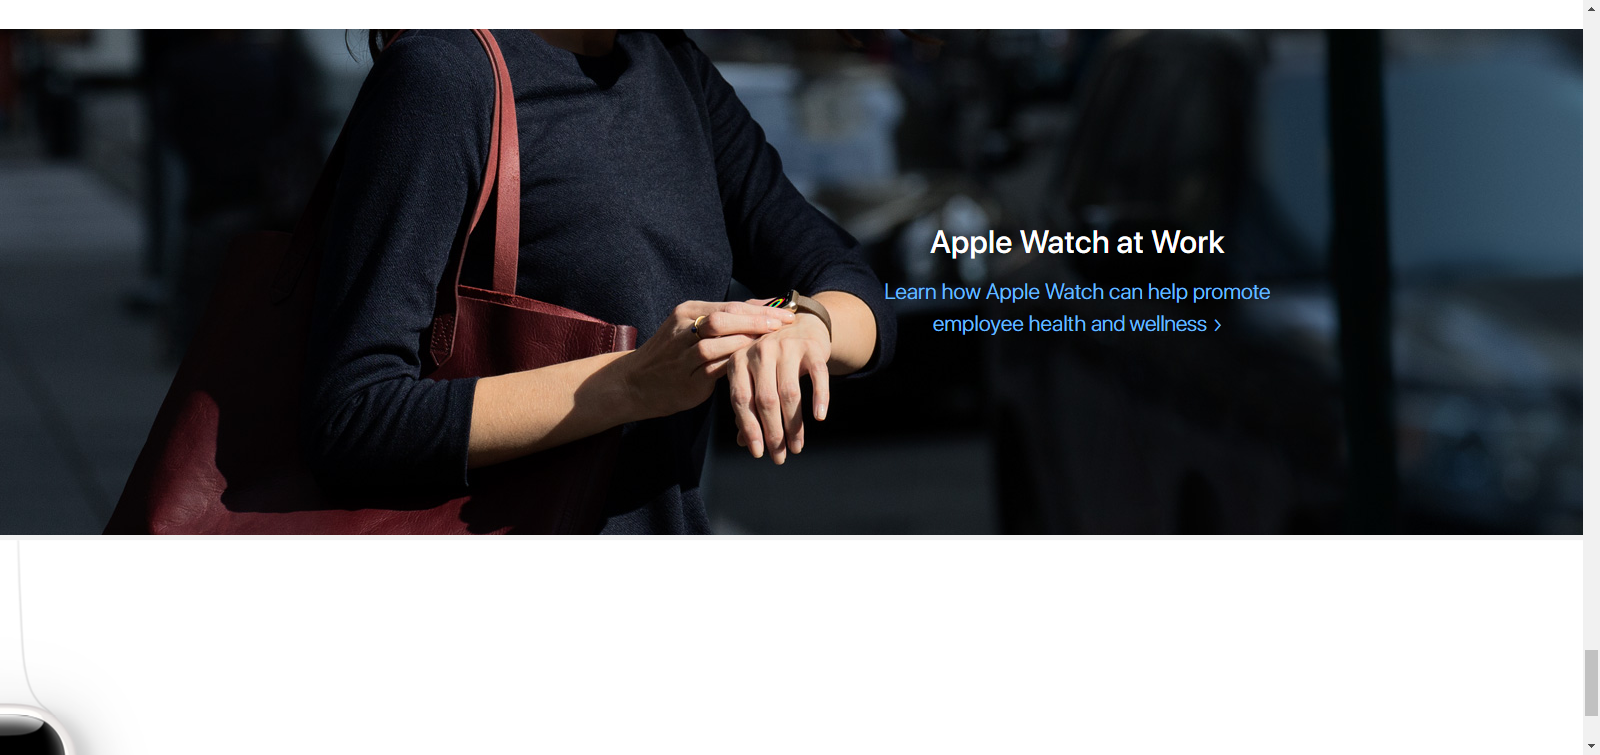 Apple Watch at Work
Learn how Apple Watch can help promote
employee health and wellness >